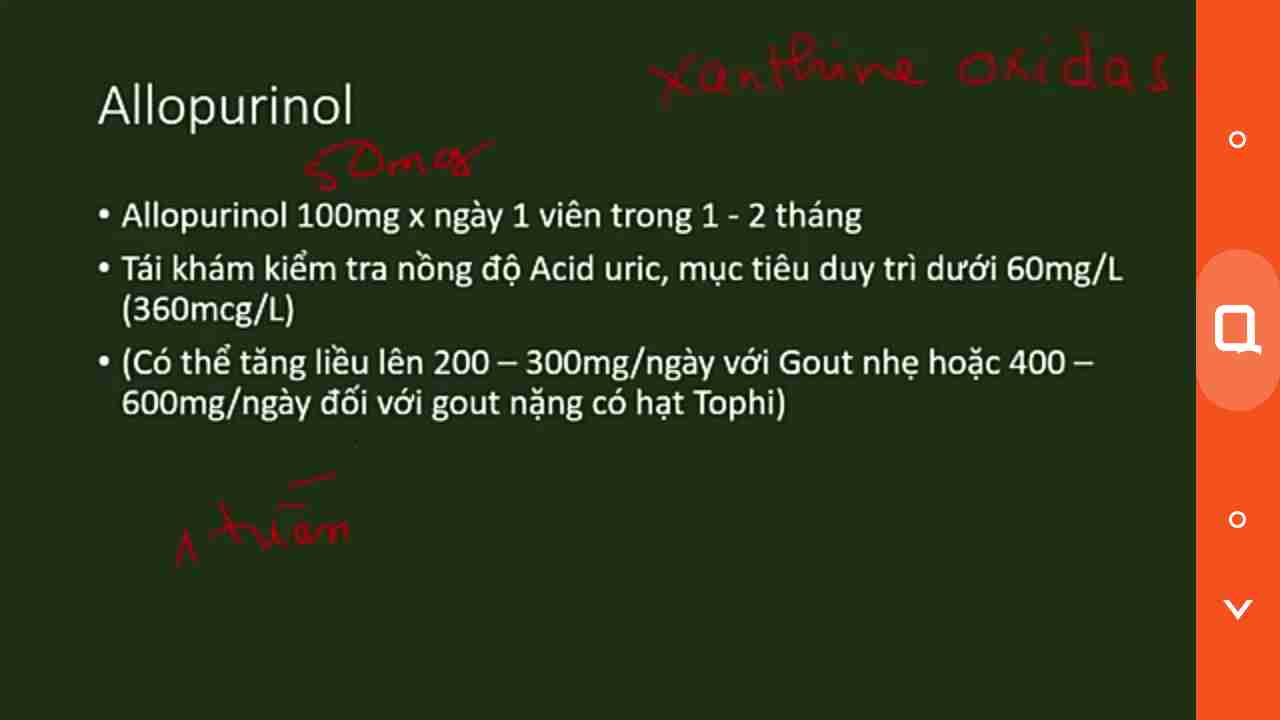 xanthine oxidas
Allopurinol
50mg
• Allopurinol 100mg x ngày 1 viên trong 1 - 2 tháng
• Tái khám kiểm tra nồng độ Acid uric, mục tiêu duy trì dưới 60mg/L
(360mcg/L)
• (Có thể tăng liều lên 200 – 300mg/ngày với Gout nhẹ hoặc 400 –
600mg/ngày đối với gout nặng có hạt Tophi)
1 tuần